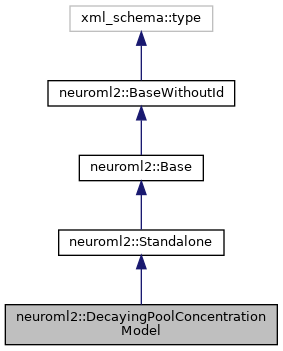 xml_schema::type
neuroml2::BaseWithoutId
neuroml2::Base
neuroml2::Standalone
neuroml2::DecayingPoolConcentration
Model